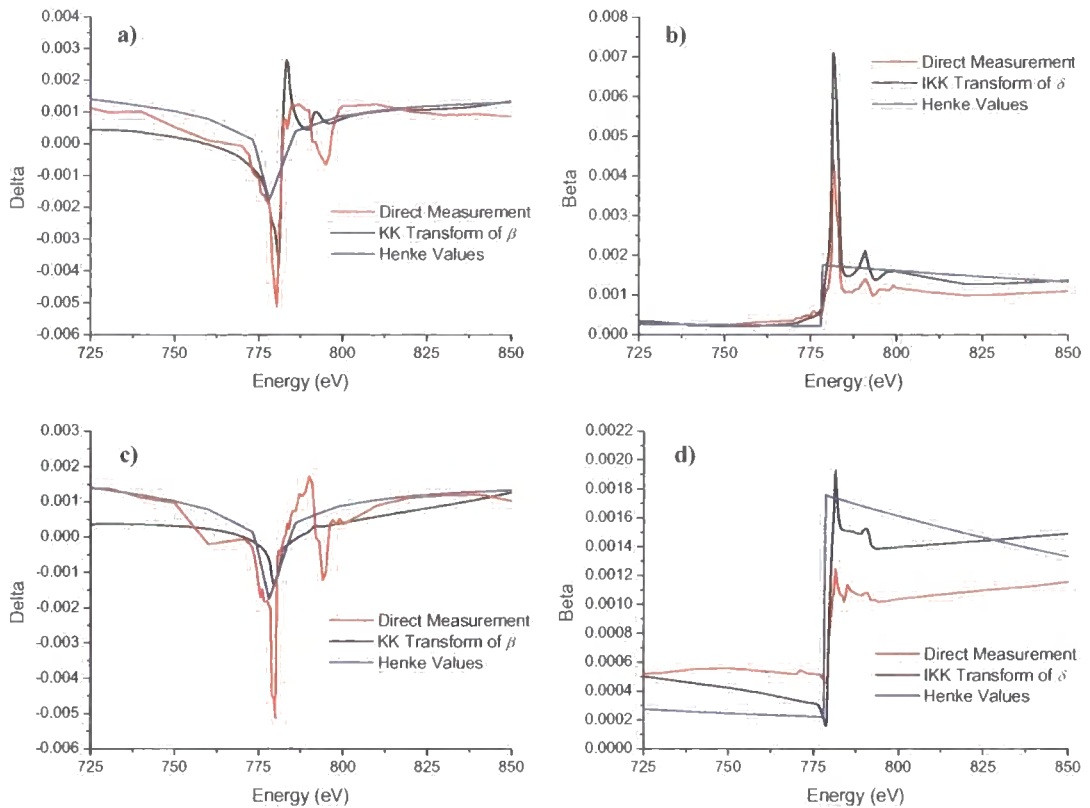 a)
0.004
0.003
0.002
0.001
0.000
-0.001
-0.002
-0.003
-0.004
-0.005
-0.006
Delta
725 750 775 800 825 850
Energy (eV)
Direct Measurement
KK Transform of β
Henke Values
b)
0.008
0.007
0.006
0.005
0.004
0.003
0.002
0.001
0.000
Beta
725 750 775 800 825 850
Energy (eV)
Direct Measurement
IKK Transform of δ
Henke Values
c)
0.003
0.002
0.001
0.000
-0.001
-0.002
-0.003
-0.004
-0.005
-0.006
Delta
725 750 775 800 825 850
Energy (eV)
Direct Measurement
KK Transform of β
Henke Values
d)
0.0022
0.0020
0.0018
0.0016
0.0014
0.0012
0.0010
0.0008
0.0006
0.0004
0.0002
0.0000
Beta
725 750 775 800 825 850
Energy (eV)
Direct Measurement
IKK Transform of δ
Henke Values